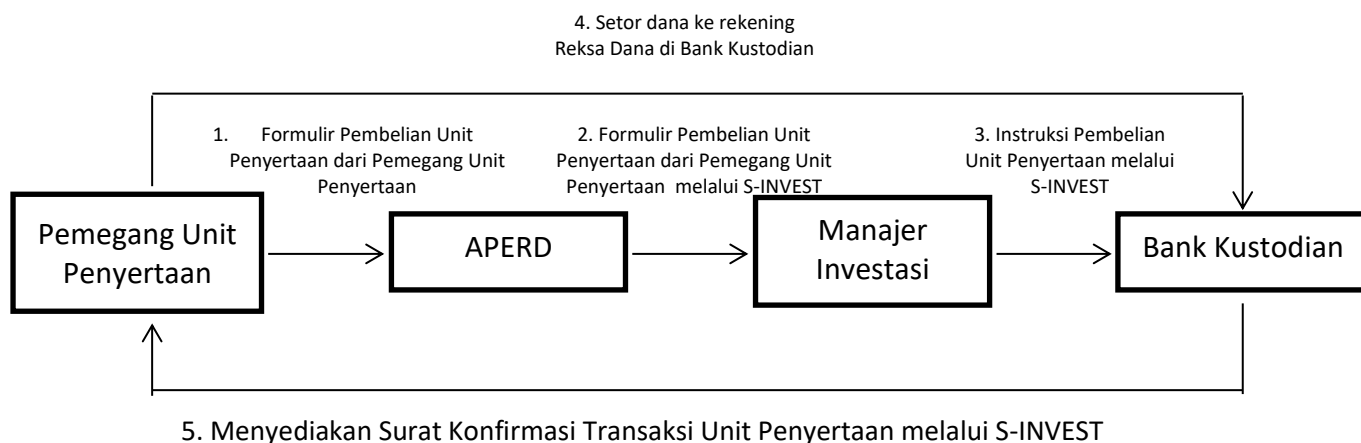 4. Setor dana ke rekening
Reksa Dana di Bank Kustodian
1. Formulir Pembelian Unit
Penyertaan dari Pemegang Unit
Penyertaan
2. Formulir Pembelian Unit
Penyertaan dari Pemegang Unit
Penyertaan melalui S-INVEST
3. Instruksi Pembelian
Unit Penyertaan melalui
S-INVEST
Pemegang Unit
Penyertaan
APERD
Manajer
Investasi
Bank Kustodian
5. Menyediakan Surat Konfirmasi Transaksi Unit Penyertaan melalui S-INVEST